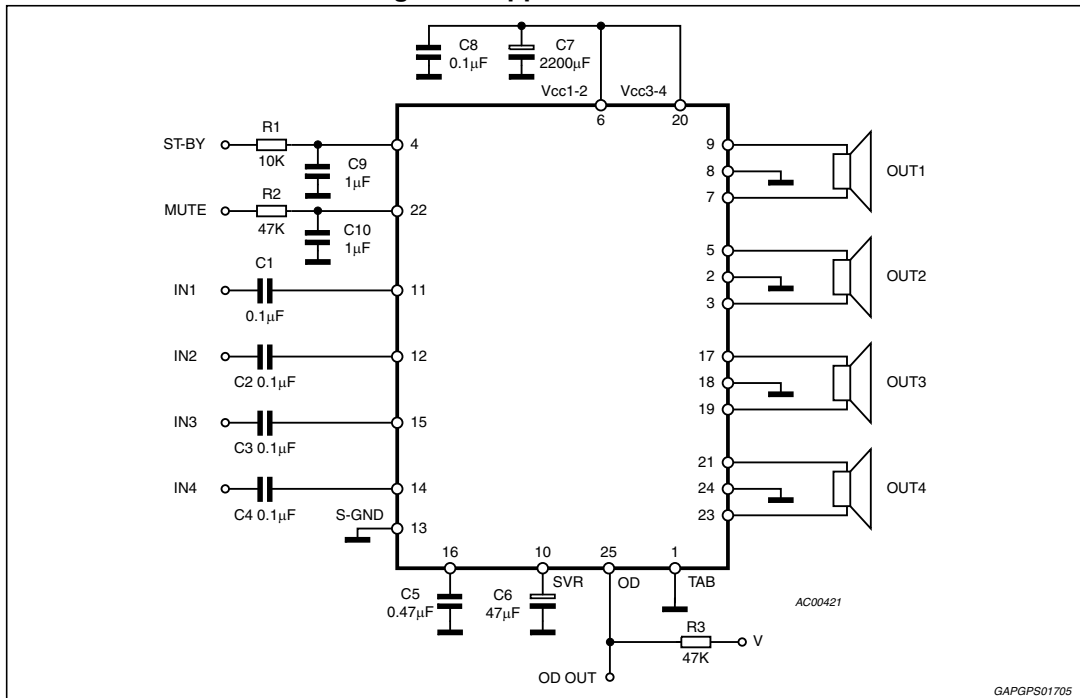 C8
0.1µF
C7
2200µF
Vcc1-2
Vcc3-4
6
20
ST-BY
R1
10K
4
C9
1µF
MUTE
R2
47K
22
C10
1µF
IN1
C1
0.1µF
11
IN2
C2 0.1µF
12
IN3
C3 0.1µF
15
IN4
C4 0.1µF
14
S-GND
13
9
8
7
OUT1
5
2
3
OUT2
17
18
19
OUT3
21
24
23
OUT4
16
10
25
1
SVR
OD
TAB
C5
0.47µF
C6
47µF
AC00421
R3
47K
V
OD OUT
GAPGPS01705